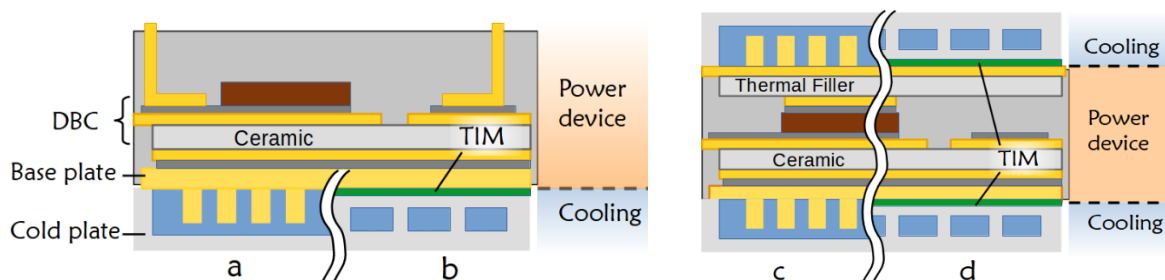 DBC
Ceramic
TIM
Base plate
Cold plate
Power
device
Cooling
a
b
Cooling
Thermal Filler
Power
device
Ceramic
TIM
Cooling
c
d